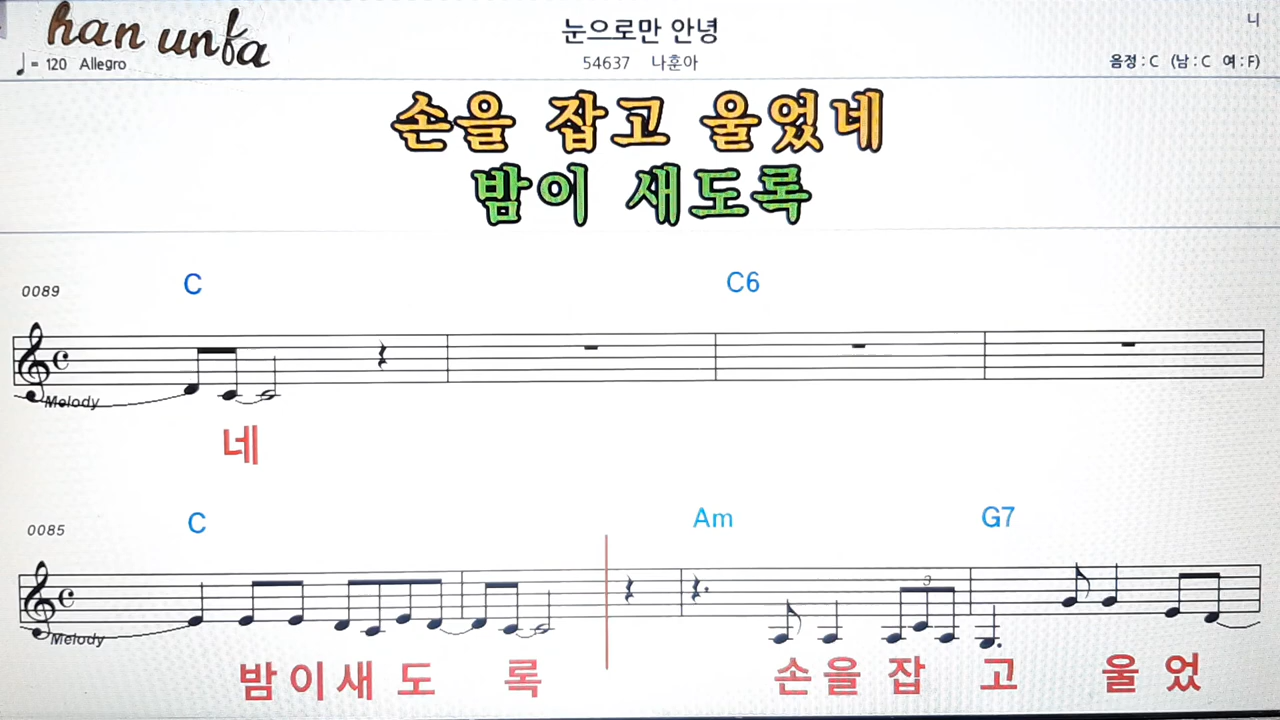 han unfa
눈으로만 안녕
니
♩= 120 Allegro
54637 나훈아
음정 : C (남 : C 여 : F)
손을 잡고 울었네
밤이 새도록
C C6
0089
Melody
네
C Am G7
0085
3
Melody
밤 이 새 도 록 손 을 잡 고 울 었